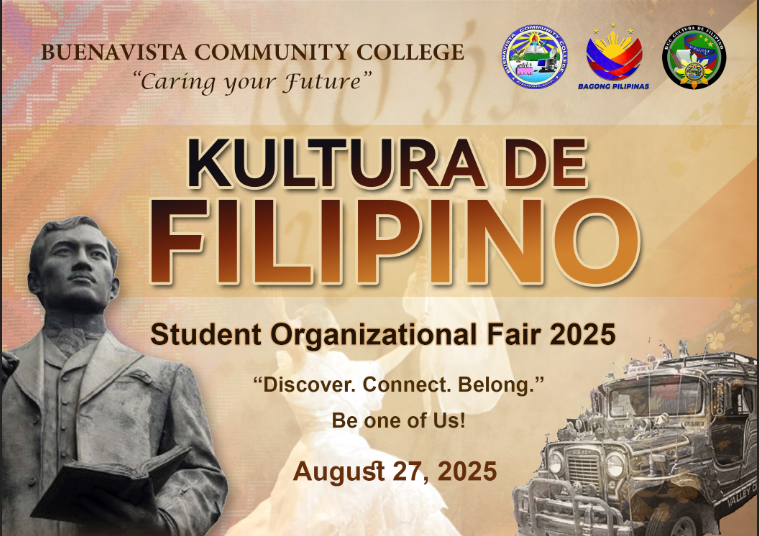 BUENAVISTA COMMUNITY COLLEGE
“Caring your Future”
BAGONG PILIPINAS
KULTURA DE
FILIPINO
Student Organizational Fair 2025
“Discover. Connect. Belong.”
Be one of Us!
August 27, 2025